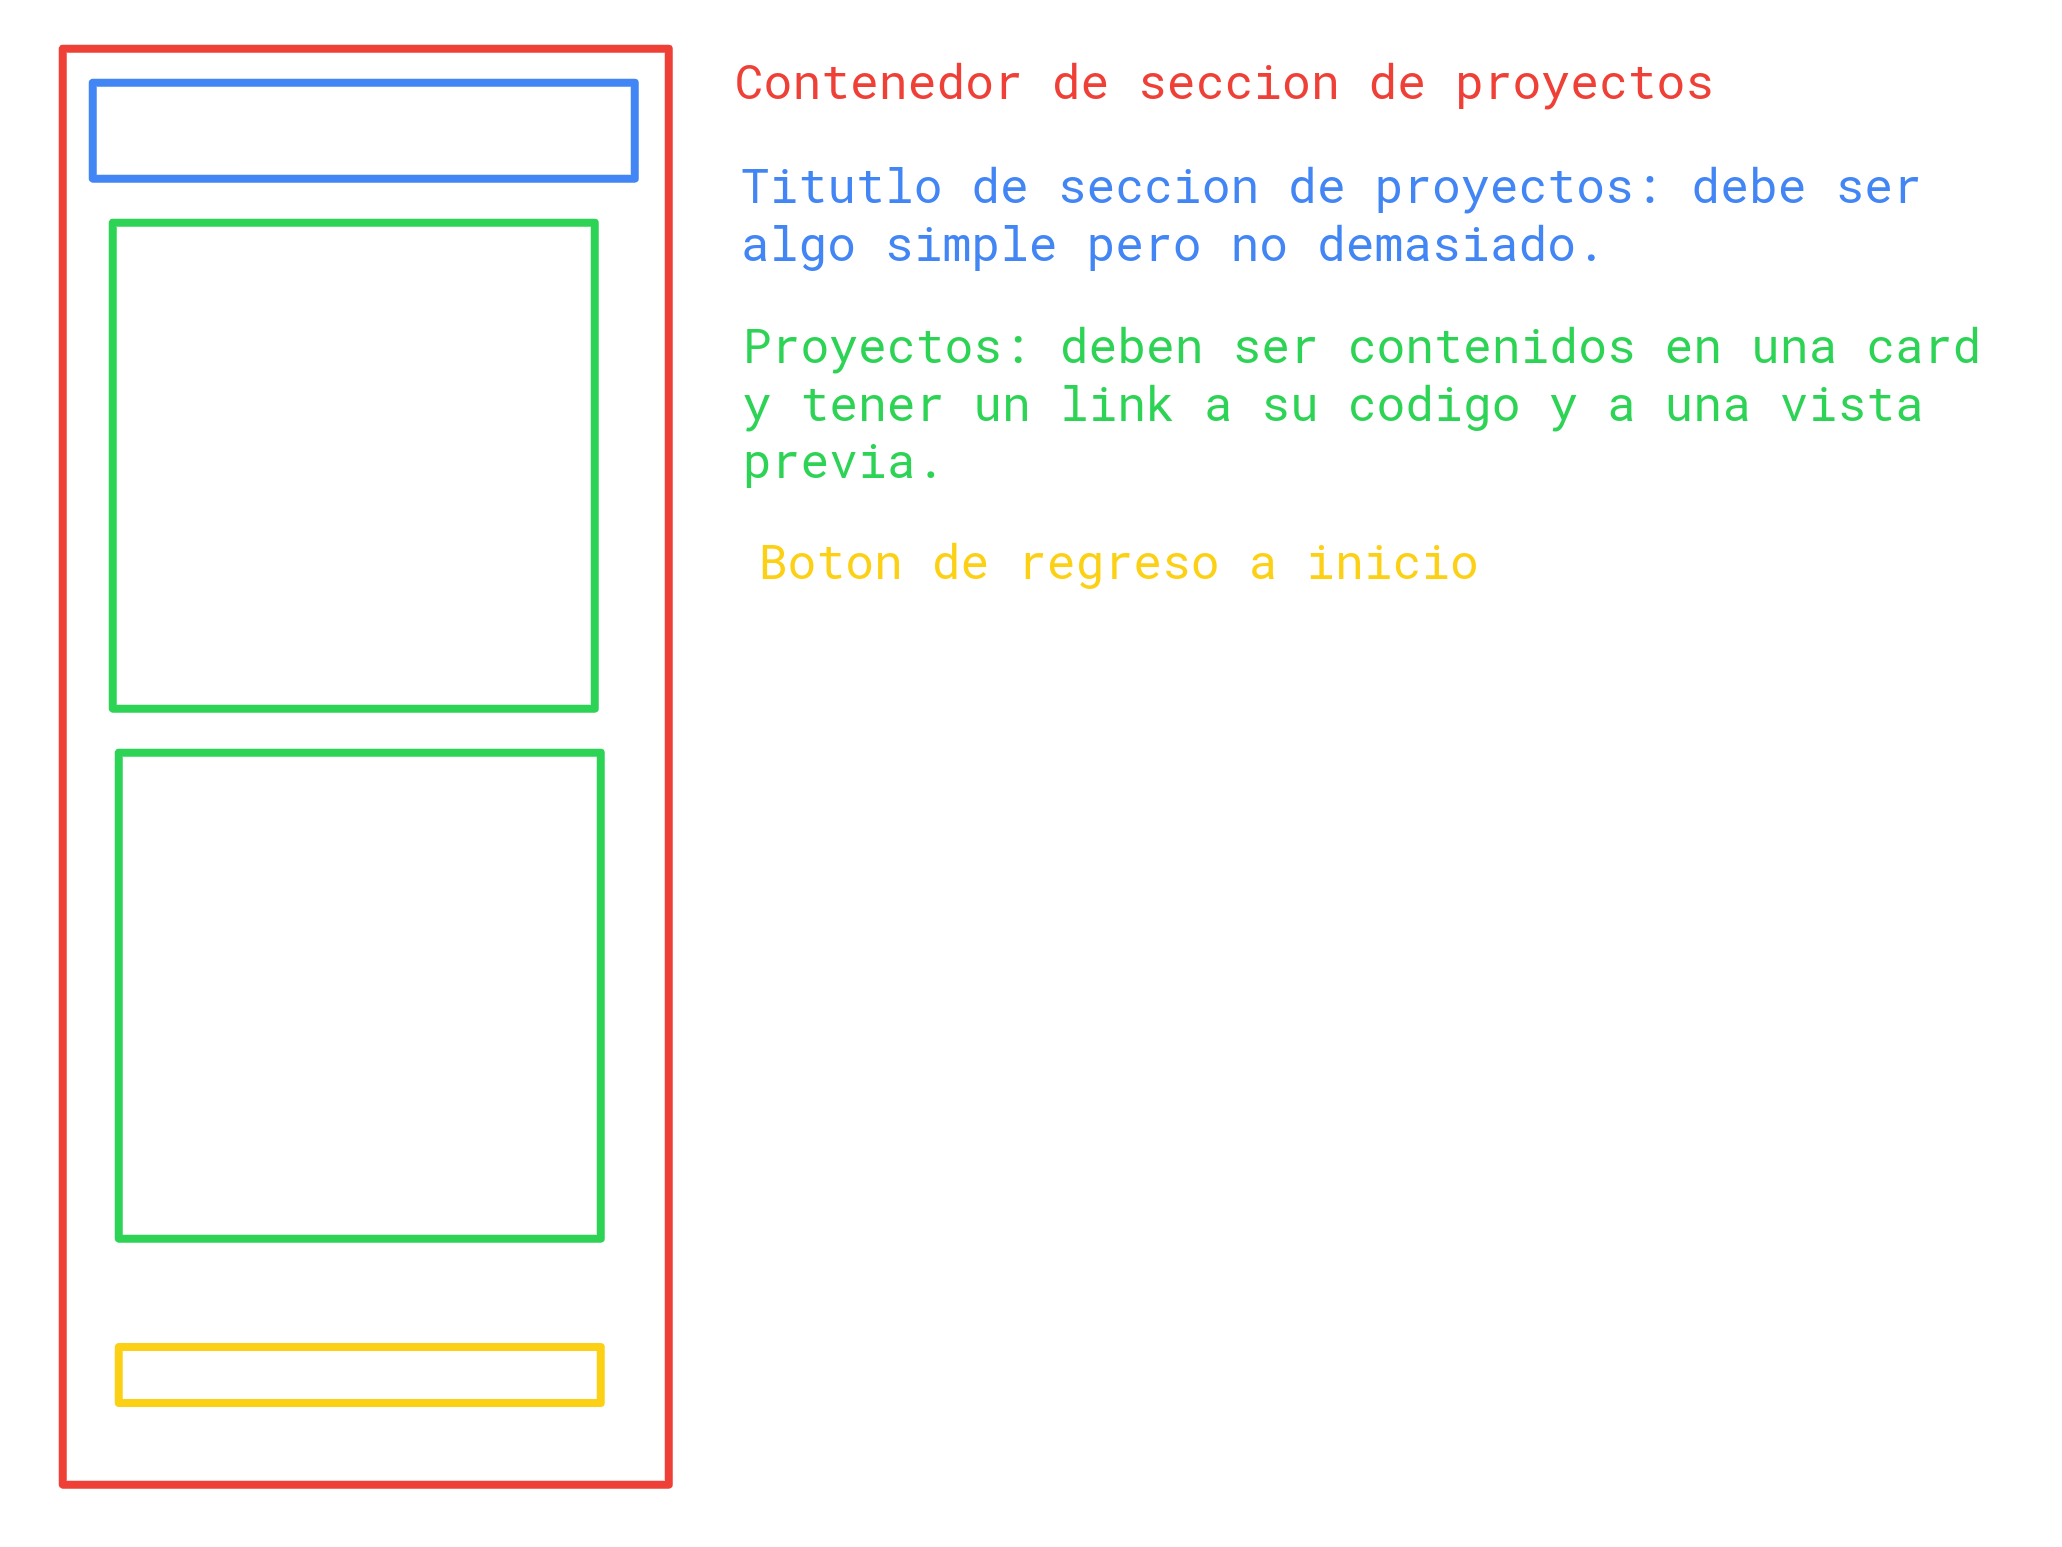 Contenedor de seccion de proyectos
Titutlo de seccion de proyectos: debe ser
algo simple pero no demasiado.
Proyectos: deben ser contenidos en una card
y tener un link a su codigo y a una vista
previa.
Boton de regreso a inicio